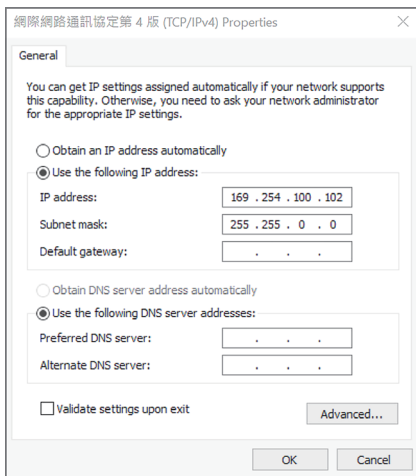 網際網路通訊協定第 4 版 (TCP/IPv4) Properties
General
You can get IP settings assigned automatically if your network supports
this capability. Otherwise, you need to ask your network administrator
for the appropriate IP settings.
Obtain an IP address automatically
Use the following IP address:
IP address: 169 . 254 . 100 . 102
Subnet mask: 255 . 255 . 0 . 0
Default gateway: . . .
Obtain DNS server address automatically
Use the following DNS server addresses:
Preferred DNS server: . . .
Alternate DNS server: . . .
Validate settings upon exit
Advanced...
OK Cancel